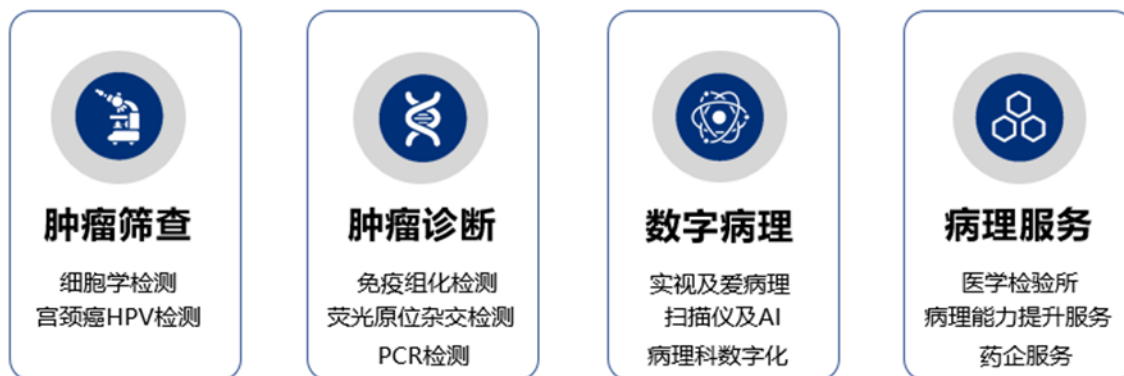 肿瘤筛查
细胞学检测
宫颈癌HPV检测
肿瘤诊断
免疫组化检测
荧光原位杂交检测
PCR检测
数字病理
实视及爱病理
扫描仪及AI
病理科数字化
病理服务
医学检验所
病理能力提升服务
药企服务